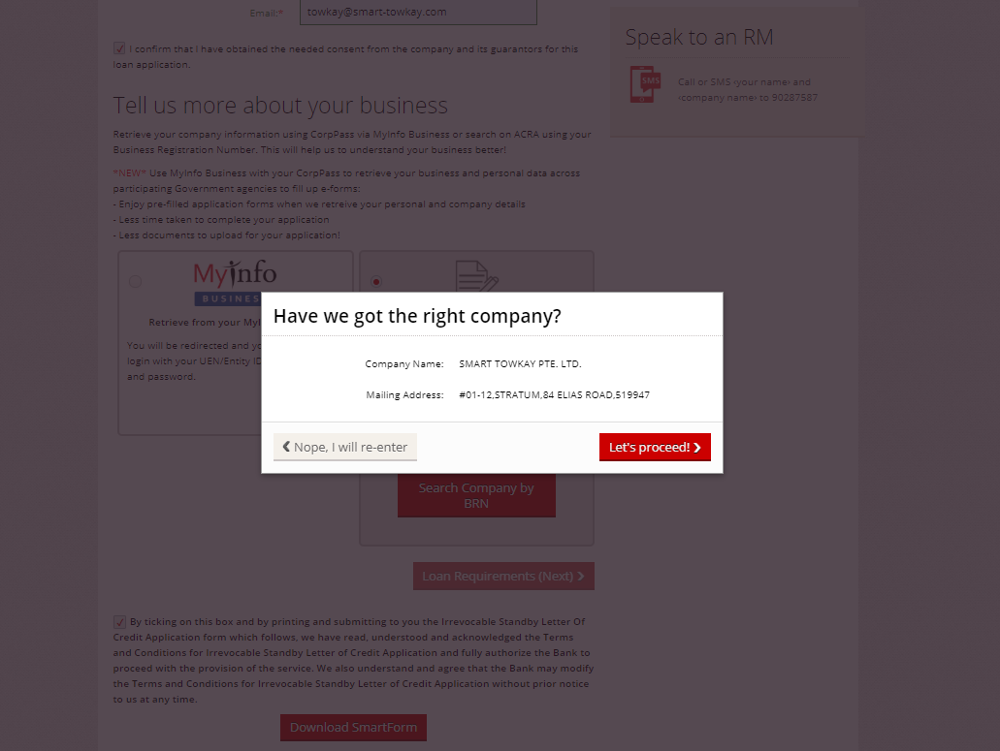 Email:*
towkay@smart-towkay.com
I confirm that I have obtained the needed consent from the company and its guarantors for this
loan application.
Speak to an RM
SMS
Call or SMS <your name> and
<company name> to 90287587
Tell us more about your business
Retrieve your company information using CorpPass via MyInfo Business or search on ACRA using your
Business Registration Number. This will help us to understand your business better!
*NEW* Use MyInfo Business with your CorpPass to retrieve your business and personal data across
participating Government agencies to fill up e-forms:
- Enjoy pre-filled application forms when we retreive your personal and company details
- Less time taken to complete your application
- Less documents to upload for your application!
MyInfo
BUSINES
Retrieve from your MyI
You will be redirected and yo
login with your UEN/Entity ID
and password.
Have we got the right company?
Company Name: SMART TOWKAY PTE. LTD.
Mailing Address: #01-12,STRATUM,84 ELIAS ROAD,519947
Nope, I will re-enter
Let's proceed!
Search Company by
BRN
Loan Requirements (Next)
By ticking on this box and by printing and submitting to you the Irrevocable Standby Letter Of
Credit Application form which follows, we have read, understood and acknowledged the Terms
and Conditions for Irrevocable Standby Letter of Credit Application and fully authorize the Bank to
proceed with the provision of the service. We also understand and agree that the Bank may modify
the Terms and Conditions for Irrevocable Standby Letter of Credit Application without prior notice
to us at any time.
Download SmartForm